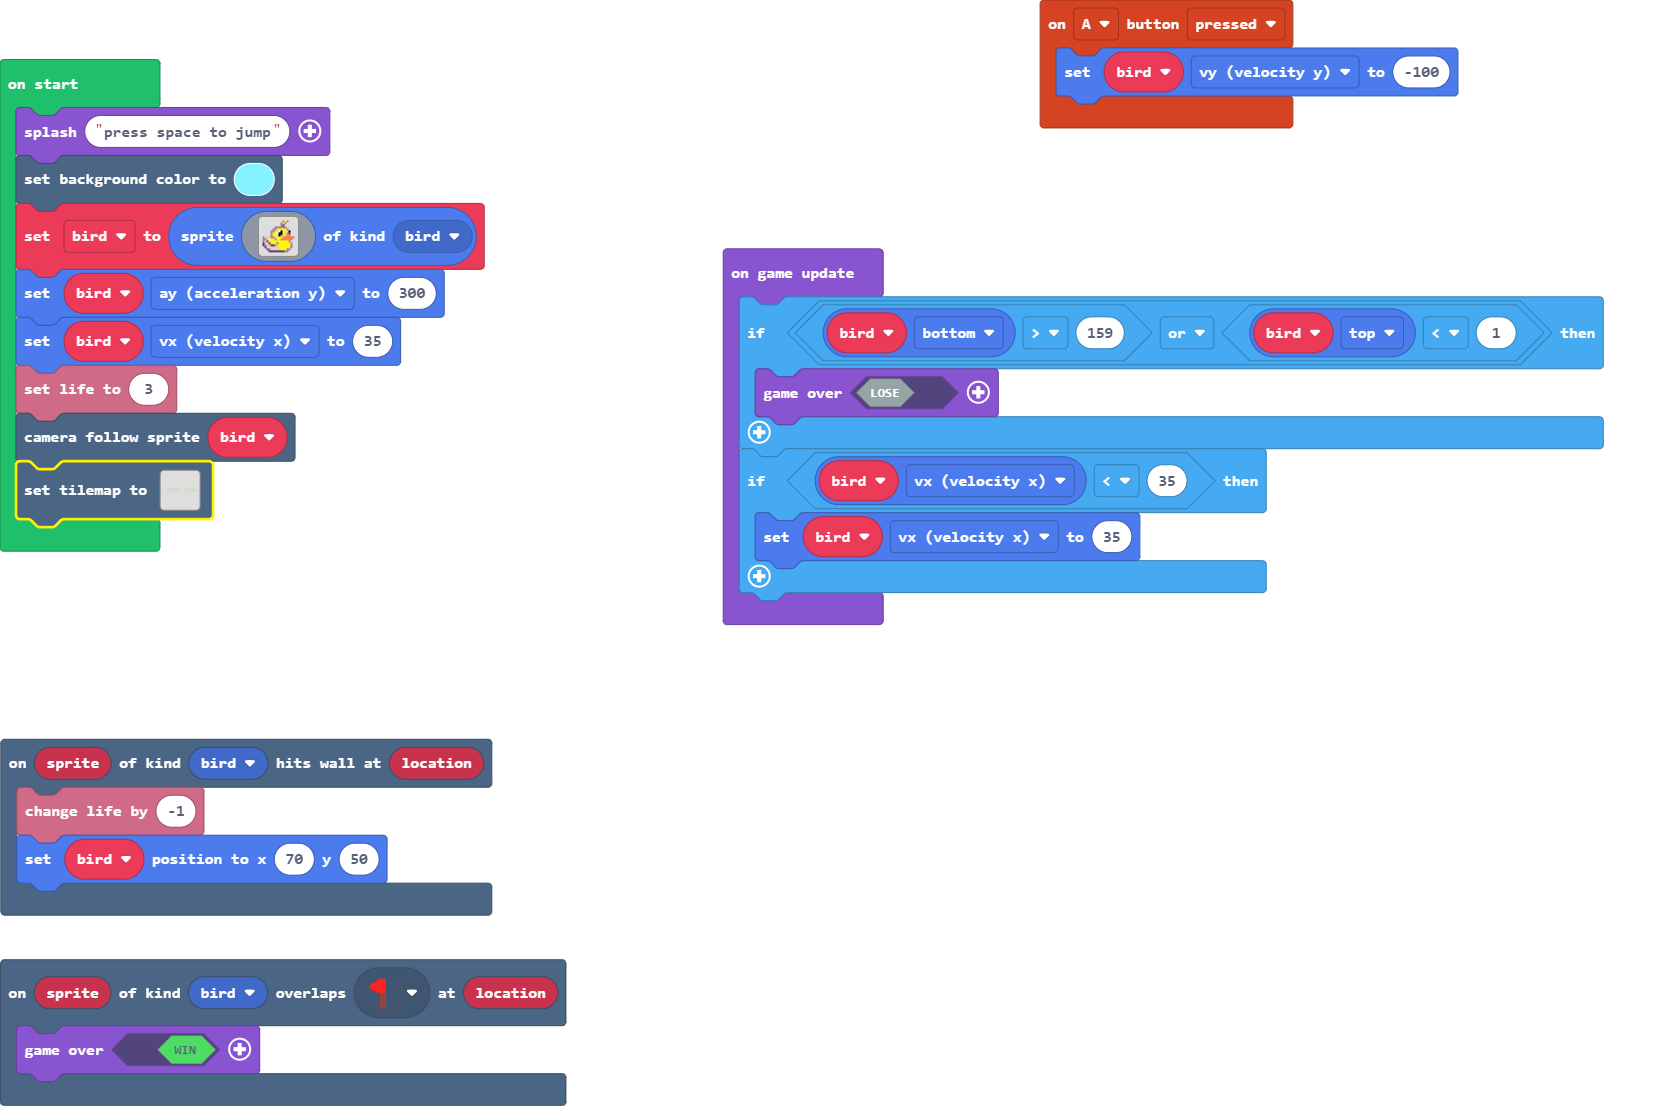 on start
splash "press space to jump"
set background color to
set bird to sprite of kind bird
set bird ay (acceleration y) to 300
set bird vx (velocity x) to 35
set life to 3
camera follow sprite bird
set tilemap to
on A button pressed
set bird vy (velocity y) to -100
on game update
if bird bottom > 159 or bird top < 1 then
game over LOSE
if bird vx (velocity x) < 35 then
set bird vx (velocity x) to 35
on sprite of kind bird hits wall at location
change life by -1
set bird position to x 70 y 50
on sprite of kind bird overlaps at location
game over WIN